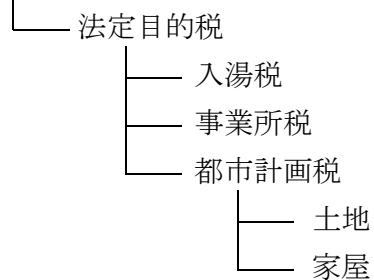 法定目的税
入湯税
事業所税
都市計画税
土地
家屋